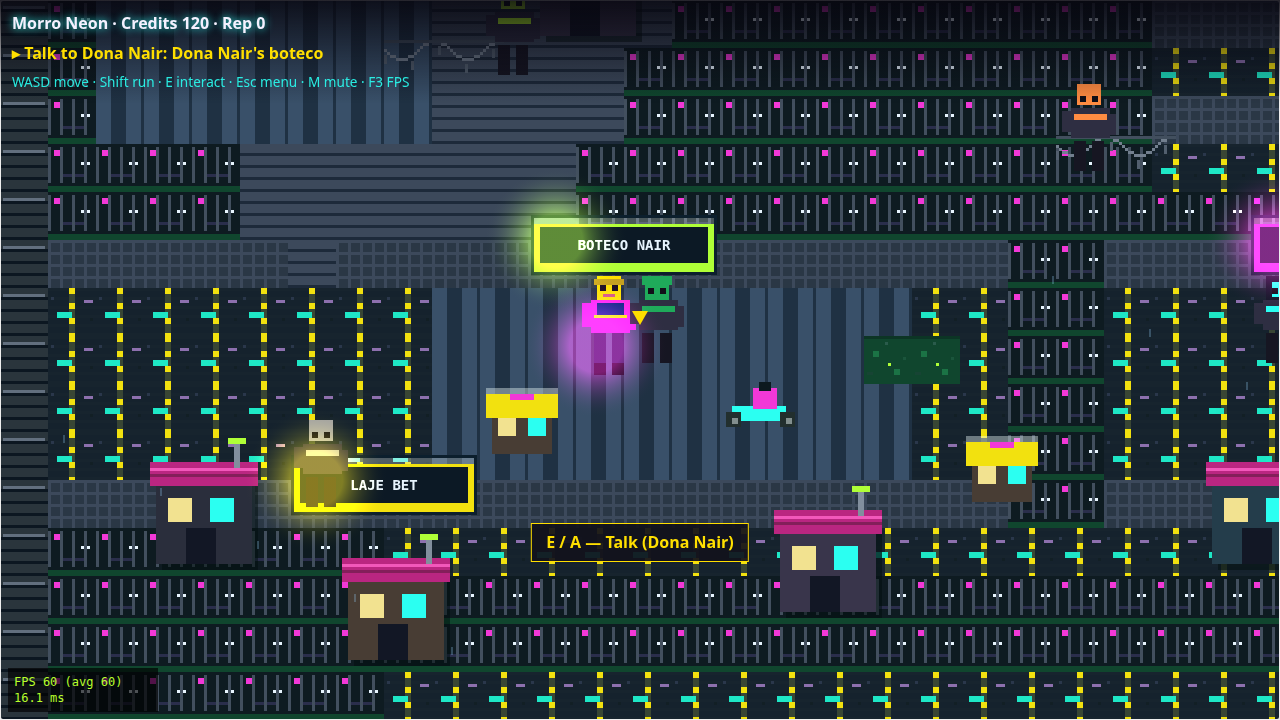 Morro Neon · Credits 120 · Rep 0
▸ Talk to Dona Nair: Dona Nair's boteco
WASD move · Shift run · E interact · Esc menu · M mute · F3 FPS
BOTECO NAIR
LAJE BET
E / A — Talk (Dona Nair)
FPS 60 (avg 60)
16.1 ms